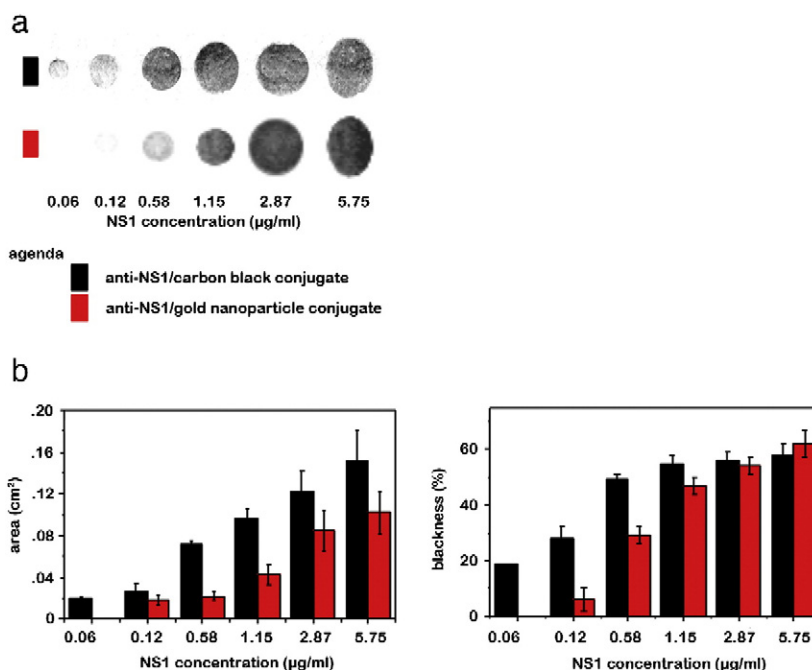 a
0.06 0.12 0.58 1.15 2.87 5.75
NS1 concentration (µg/ml)
agenda
anti-NS1/carbon black conjugate
anti-NS1/gold nanoparticle conjugate
b
area (cm²)
.20
.16
.12
.08
.04
0
0.06 0.12 0.58 1.15 2.87 5.75
NS1 concentration (µg/ml)
blackness (%)
60
40
20
0
0.06 0.12 0.58 1.15 2.87 5.75
NS1 concentration (µg/ml)